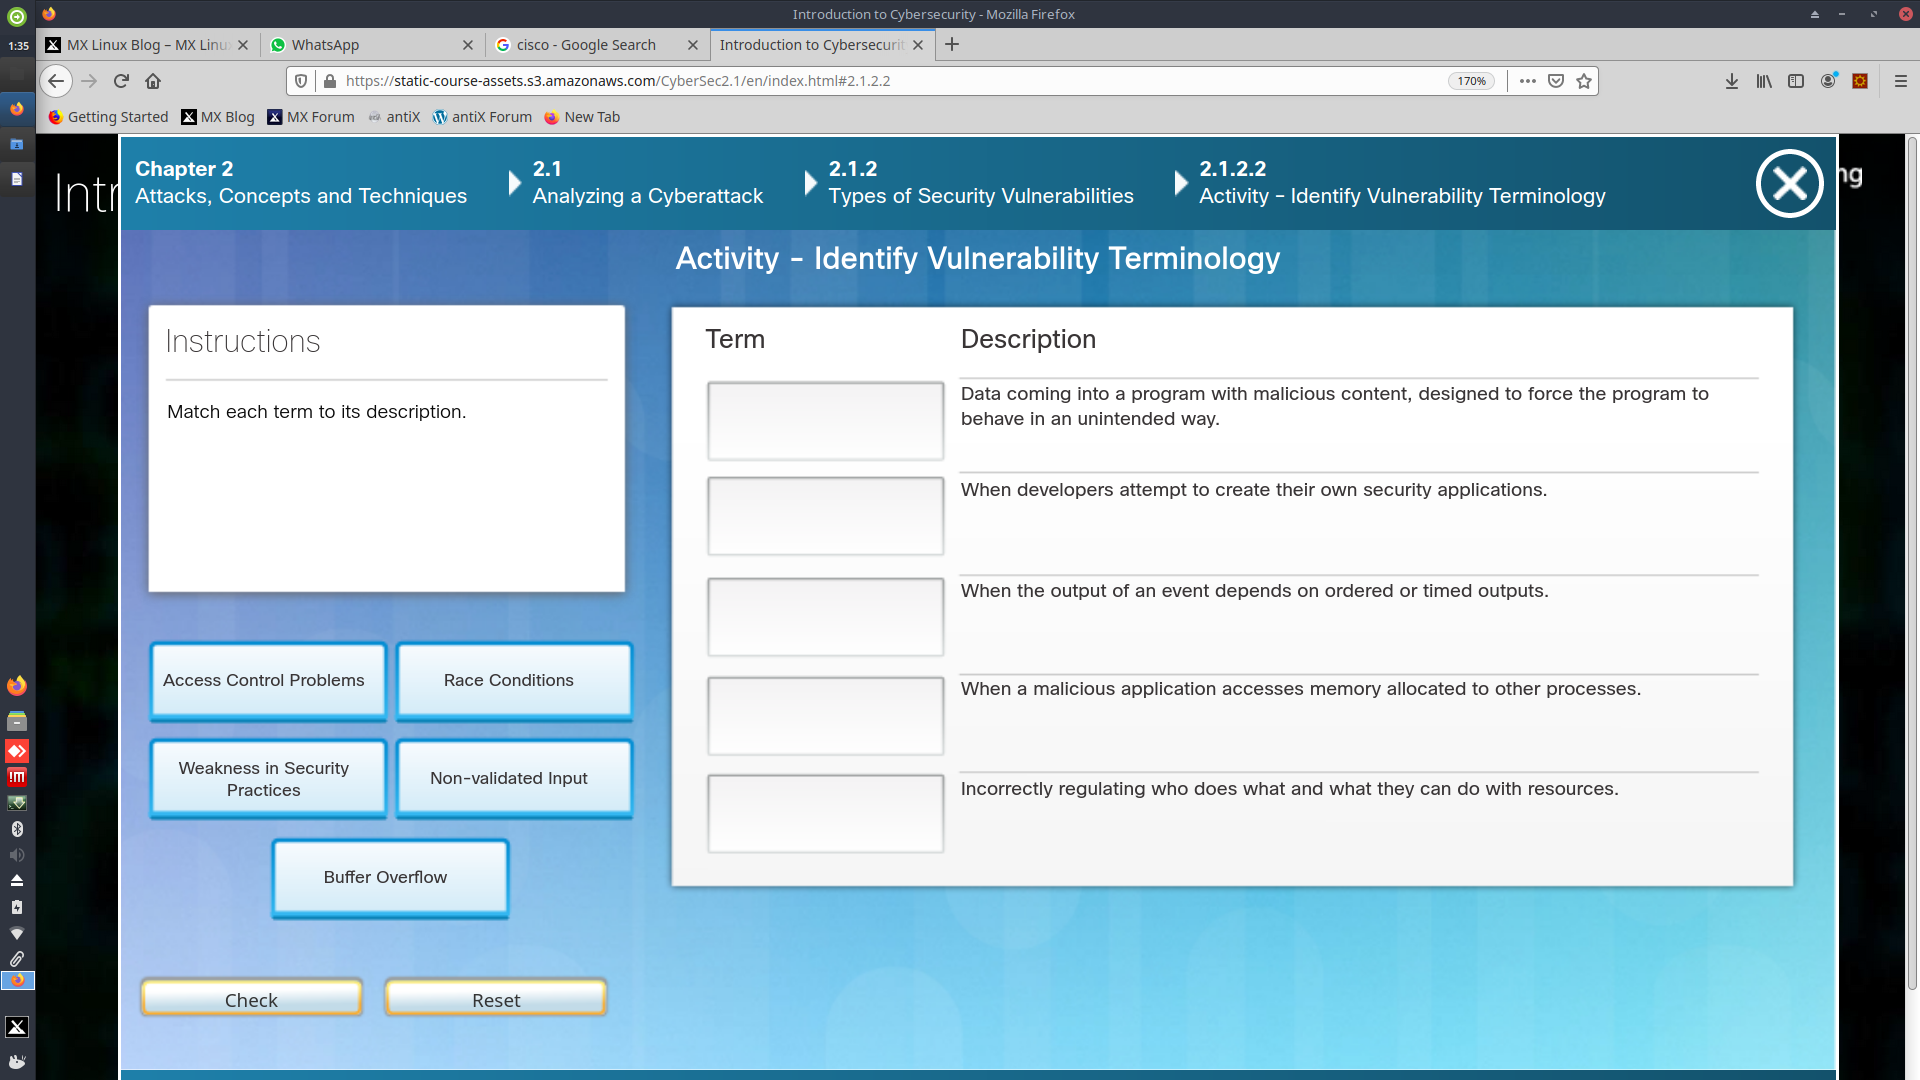 Introduction to Cybersecurity - Mozilla Firefox
1:35
MX Linux Blog – MX Linu
WhatsApp
cisco - Google Search
Introduction to Cybersecurit
https://static-course-assets.s3.amazonaws.com/CyberSec2.1/en/index.html#2.1.2.2
170%
Getting Started
MX Blog
MX Forum
antiX
antiX Forum
New Tab
Intr
ng
Chapter 2
Attacks, Concepts and Techniques
2.1
Analyzing a Cyberattack
2.1.2
Types of Security Vulnerabilities
2.1.2.2
Activity – Identify Vulnerability Terminology
Activity - Identify Vulnerability Terminology
Instructions
Match each term to its description.
Access Control Problems
Race Conditions
Weakness in Security
Practices
Non-validated Input
Buffer Overflow
Check
Reset
Term
Description
Data coming into a program with malicious content, designed to force the program to
behave in an unintended way.
When developers attempt to create their own security applications.
When the output of an event depends on ordered or timed outputs.
When a malicious application accesses memory allocated to other processes.
Incorrectly regulating who does what and what they can do with resources.